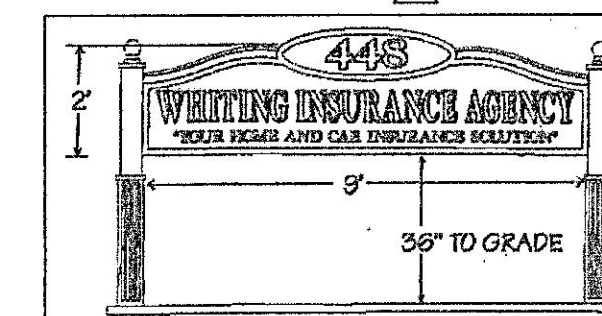 448
2'
WHITING INSURANCE AGENCY
"YOUR HOME AND CAR INSURANCE SOLUTION"
9'
36" TO GRADE